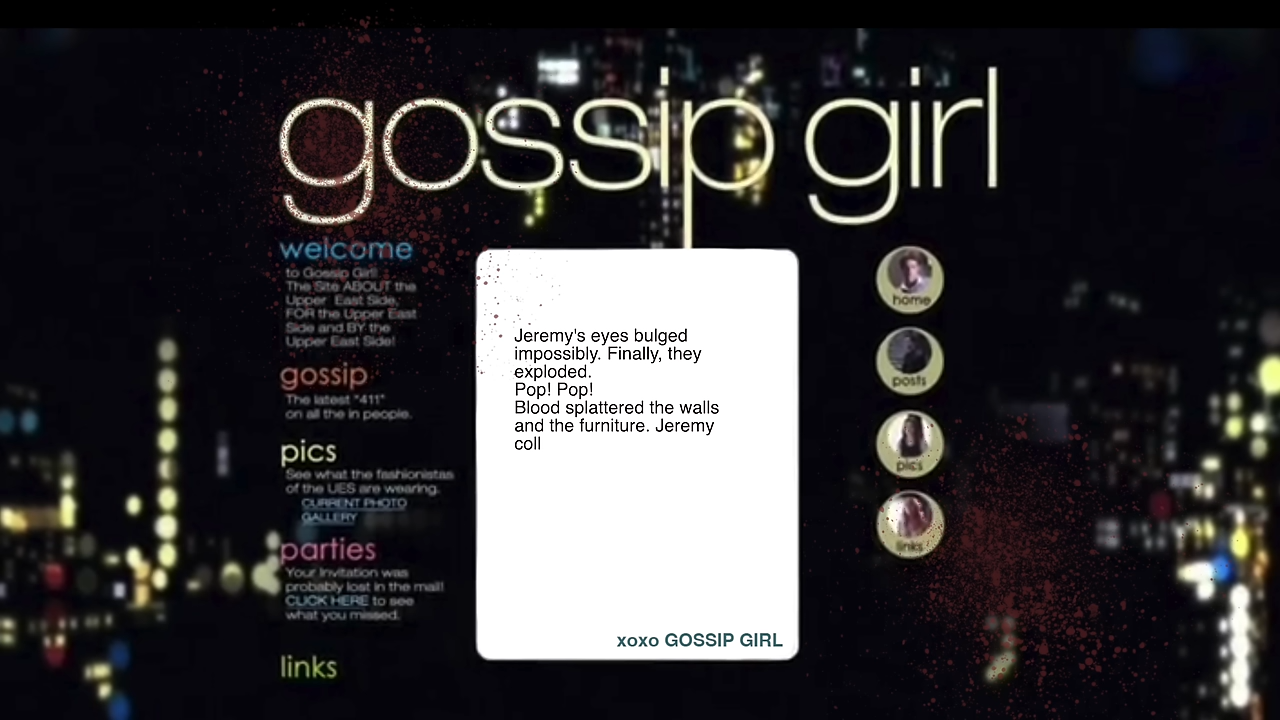 gossip girl
welcome
to Gossip Girl!
The Site ABOUT the
Upper East Side,
FOR the Upper East
Side and BY the
Upper East Side!
gossip
The latest "411"
on all the in people.
pics
See what the fashionistas
of the UES are wearing.
CURRENT PHOTO
GALLERY
parties
Your Invitation was
probably lost in the mail!
CLICK HERE to see
what you missed.
links
Jeremy's eyes bulged
impossibly. Finally, they
exploded.
Pop! Pop!
Blood splattered the walls
and the furniture. Jeremy
coll
xoxo GOSSIP GIRL
home
posts
pics
links